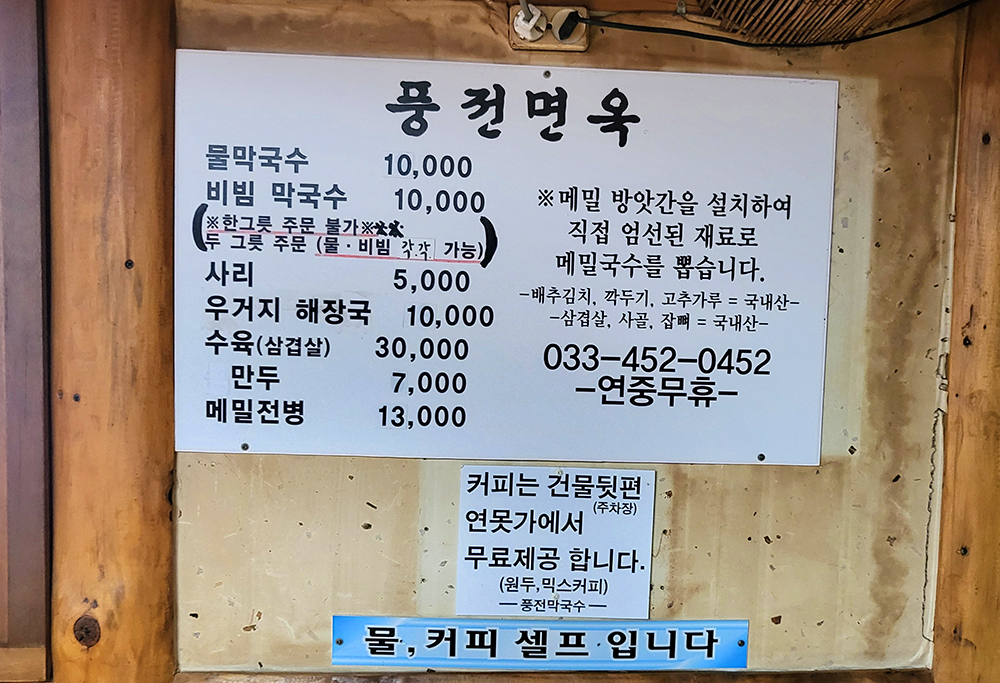 풍전면옥
물막국수 10,000
비빔 막국수 10,000
(※한그릇 주문 불가※※※
두 그릇 주문 (물·비빔 각각 가능))
사리 5,000
우거지 해장국 10,000
수육(삼겹살) 30,000
만두 7,000
메밀전병 13,000
※메밀 방앗간을 설치하여
직접 엄선된 재료로
메밀국수를 뽑습니다.
-배추김치, 깍두기, 고추가루 = 국내산-
-삼겹살, 사골, 잡뼈 = 국내산-
033-452-0452
-연중무휴-
커피는 건물뒷편
(주차장)
연못가에서
무료제공 합니다.
(원두,믹스커피)
- 풍전막국수 -
물, 커피 셀프 입니다